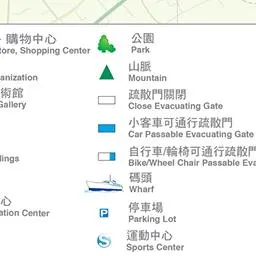 購物中心
tore, Shopping Center
anization
術館
Gallery
lings
心
ation Center
公園
Park
山脈
Mountain
疏散門關閉
Close Evacuating Gate
小客車可通行疏散門
Car Passable Evacuating Gate
自行車/輪椅可通行疏散門
Bike/Wheel Chair Passable Eva
碼頭
Wharf
P
停車場
Parking Lot
運動中心
Sports Center